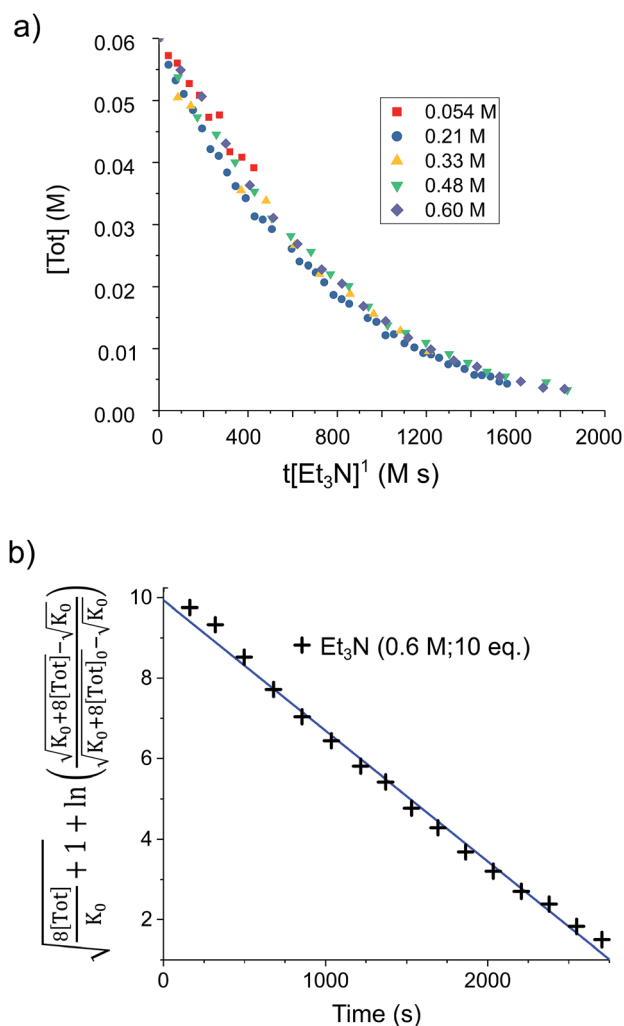 a)
0.06
0.05
0.04
0.03
0.02
0.01
0.00
[Tot] (M)
0.054 M
0.21 M
0.33 M
0.48 M
0.60 M
0 400 800 1200 1600 2000
t[Et₃N]¹ (M s)
b)
10
8
6
4
2
√(8[Tot]/K₀ + 1) + ln((√(K₀+8[Tot]) - √K₀)/(√(K₀+8[Tot]₀) - √K₀))
Et₃N (0.6 M;10 eq.)
0 1000 2000
Time (s)